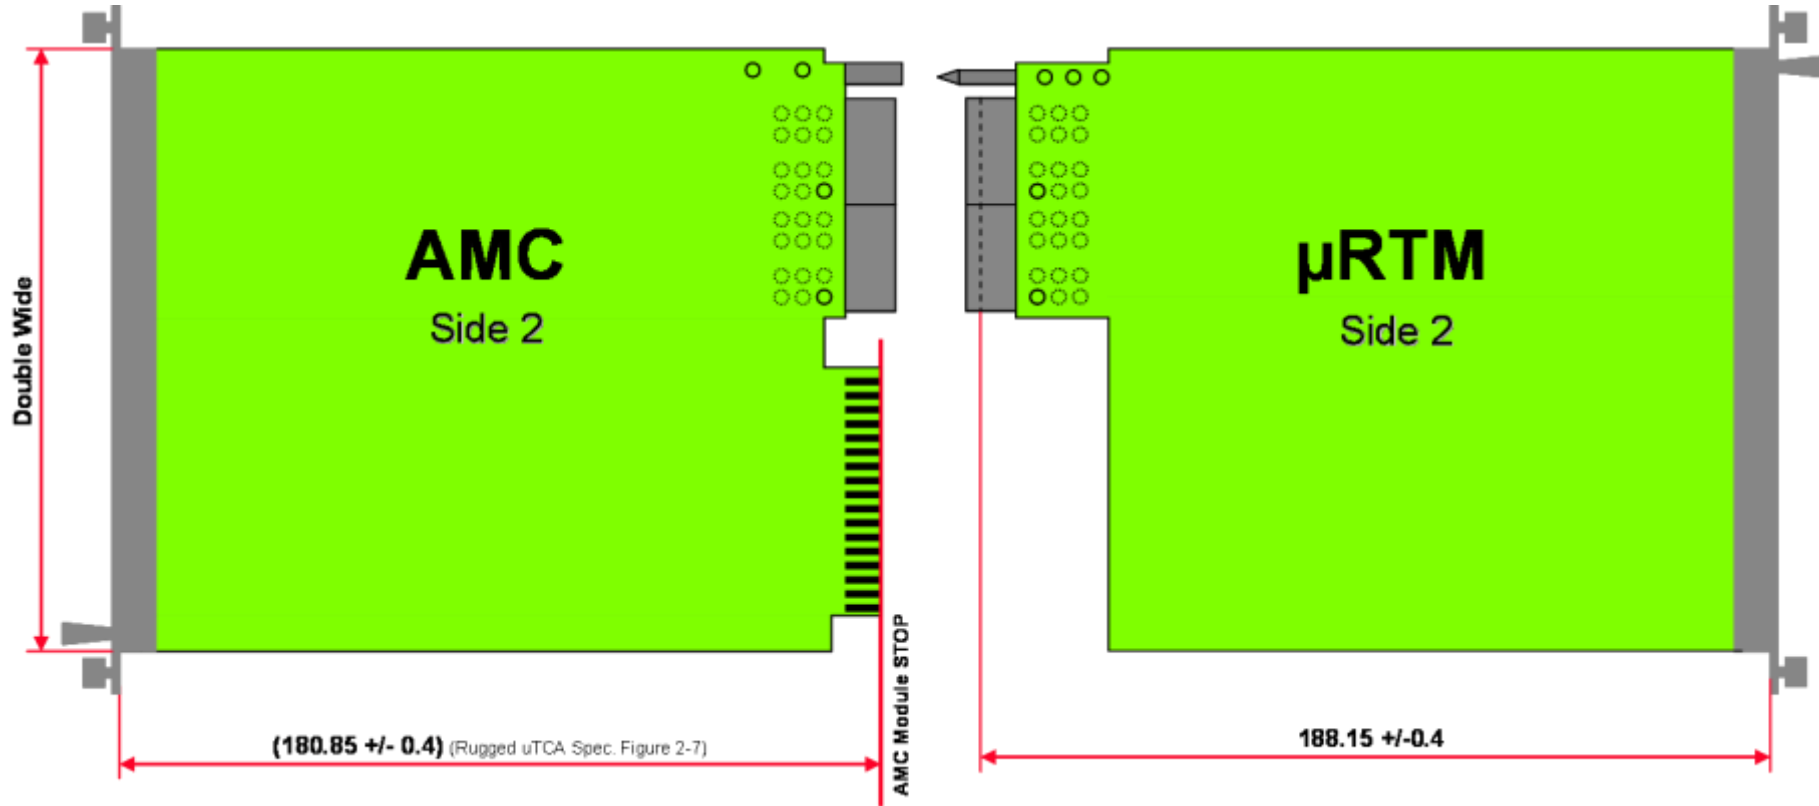 AMC
Side 2
µRTM
Side 2
Double Wide
AMC Module STOP
(180.85 +/- 0.4) (Rugged uTCA Spec. Figure 2-7)
188.15 +/-0.4